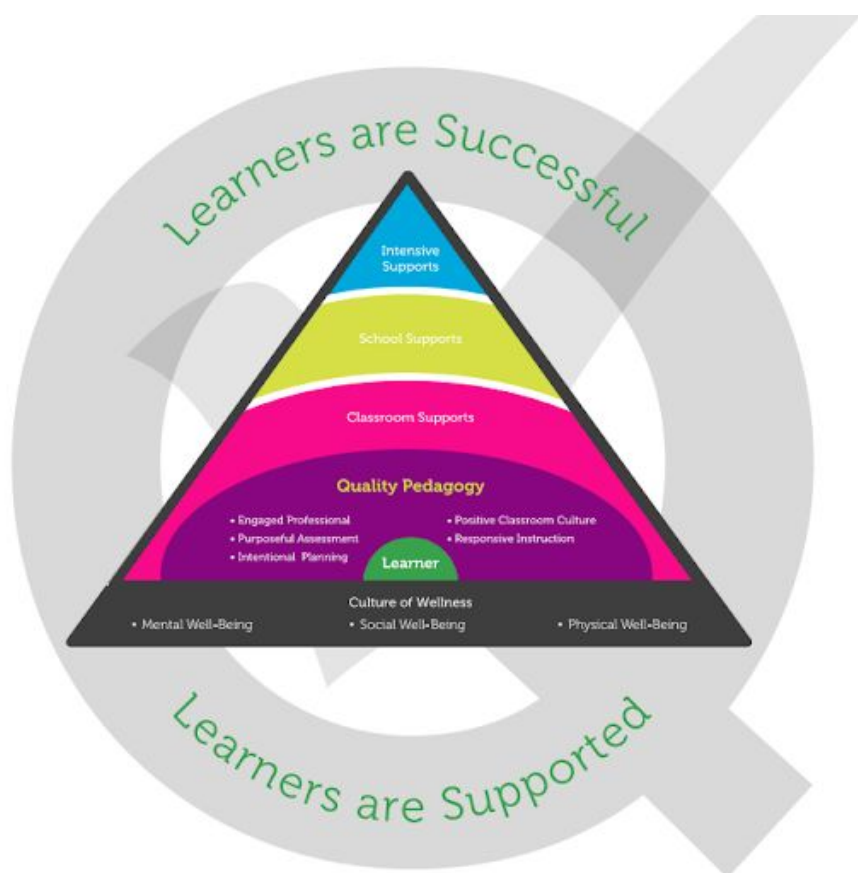 Learners are Successful
Intensive
Supports
School Supports
Classroom Supports
Quality Pedagogy
• Engaged Professional
• Purposeful Assessment
• Intentional Planning
• Positive Classroom Culture
• Responsive Instruction
Learner
Culture of Wellness
• Mental Well-Being
• Social Well-Being
• Physical Well-Being
Learners are Supported